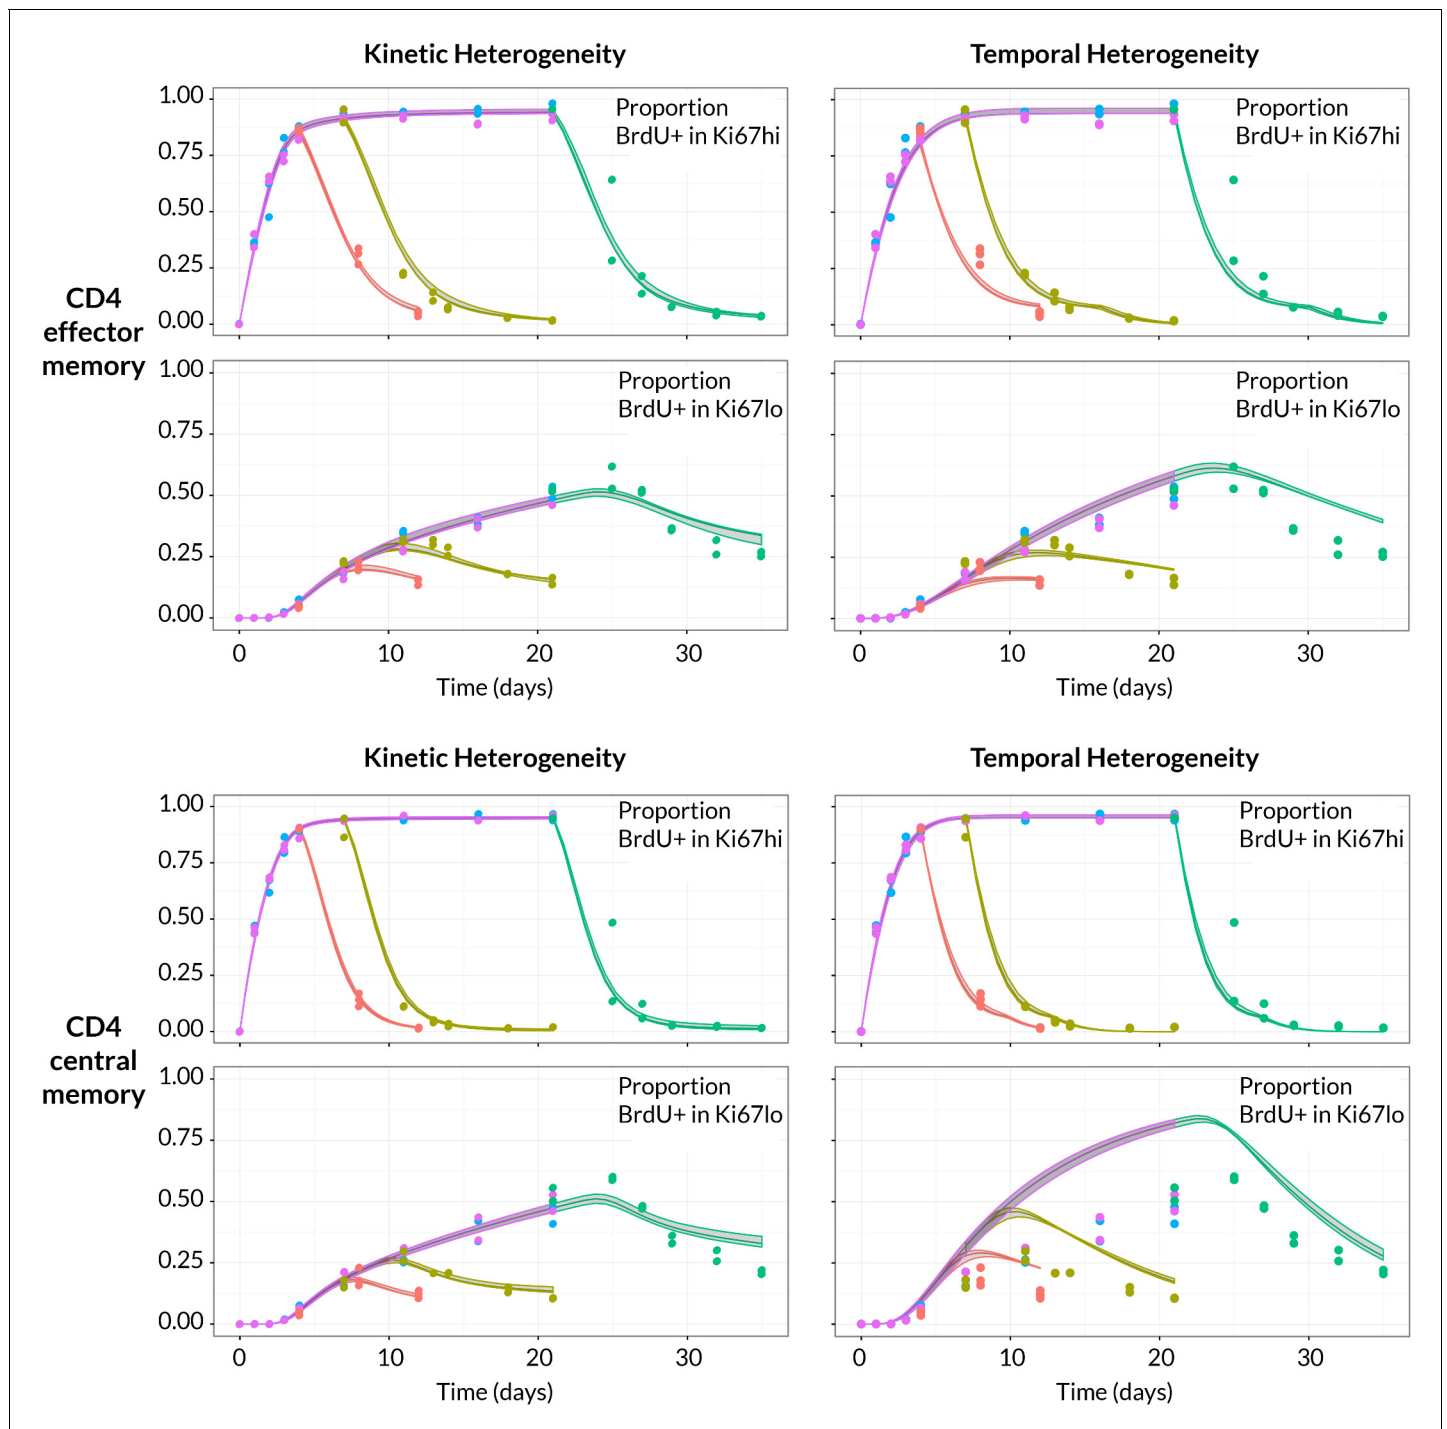 Kinetic Heterogeneity
Temporal Heterogeneity
CD4
effector
memory
1.00
0.75
0.50
0.25
0.00
Proportion
BrdU+ in Ki67hi
Proportion
BrdU+ in Ki67hi
1.00
0.75
0.50
0.25
0.00
Proportion
BrdU+ in Ki67lo
Proportion
BrdU+ in Ki67lo
0 10 20 30
0 10 20 30
Time (days)
Time (days)
Kinetic Heterogeneity
Temporal Heterogeneity
CD4
central
memory
1.00
0.75
0.50
0.25
0.00
Proportion
BrdU+ in Ki67hi
Proportion
BrdU+ in Ki67hi
1.00
0.75
0.50
0.25
0.00
Proportion
BrdU+ in Ki67lo
Proportion
BrdU+ in Ki67lo
0 10 20 30
0 10 20 30
Time (days)
Time (days)